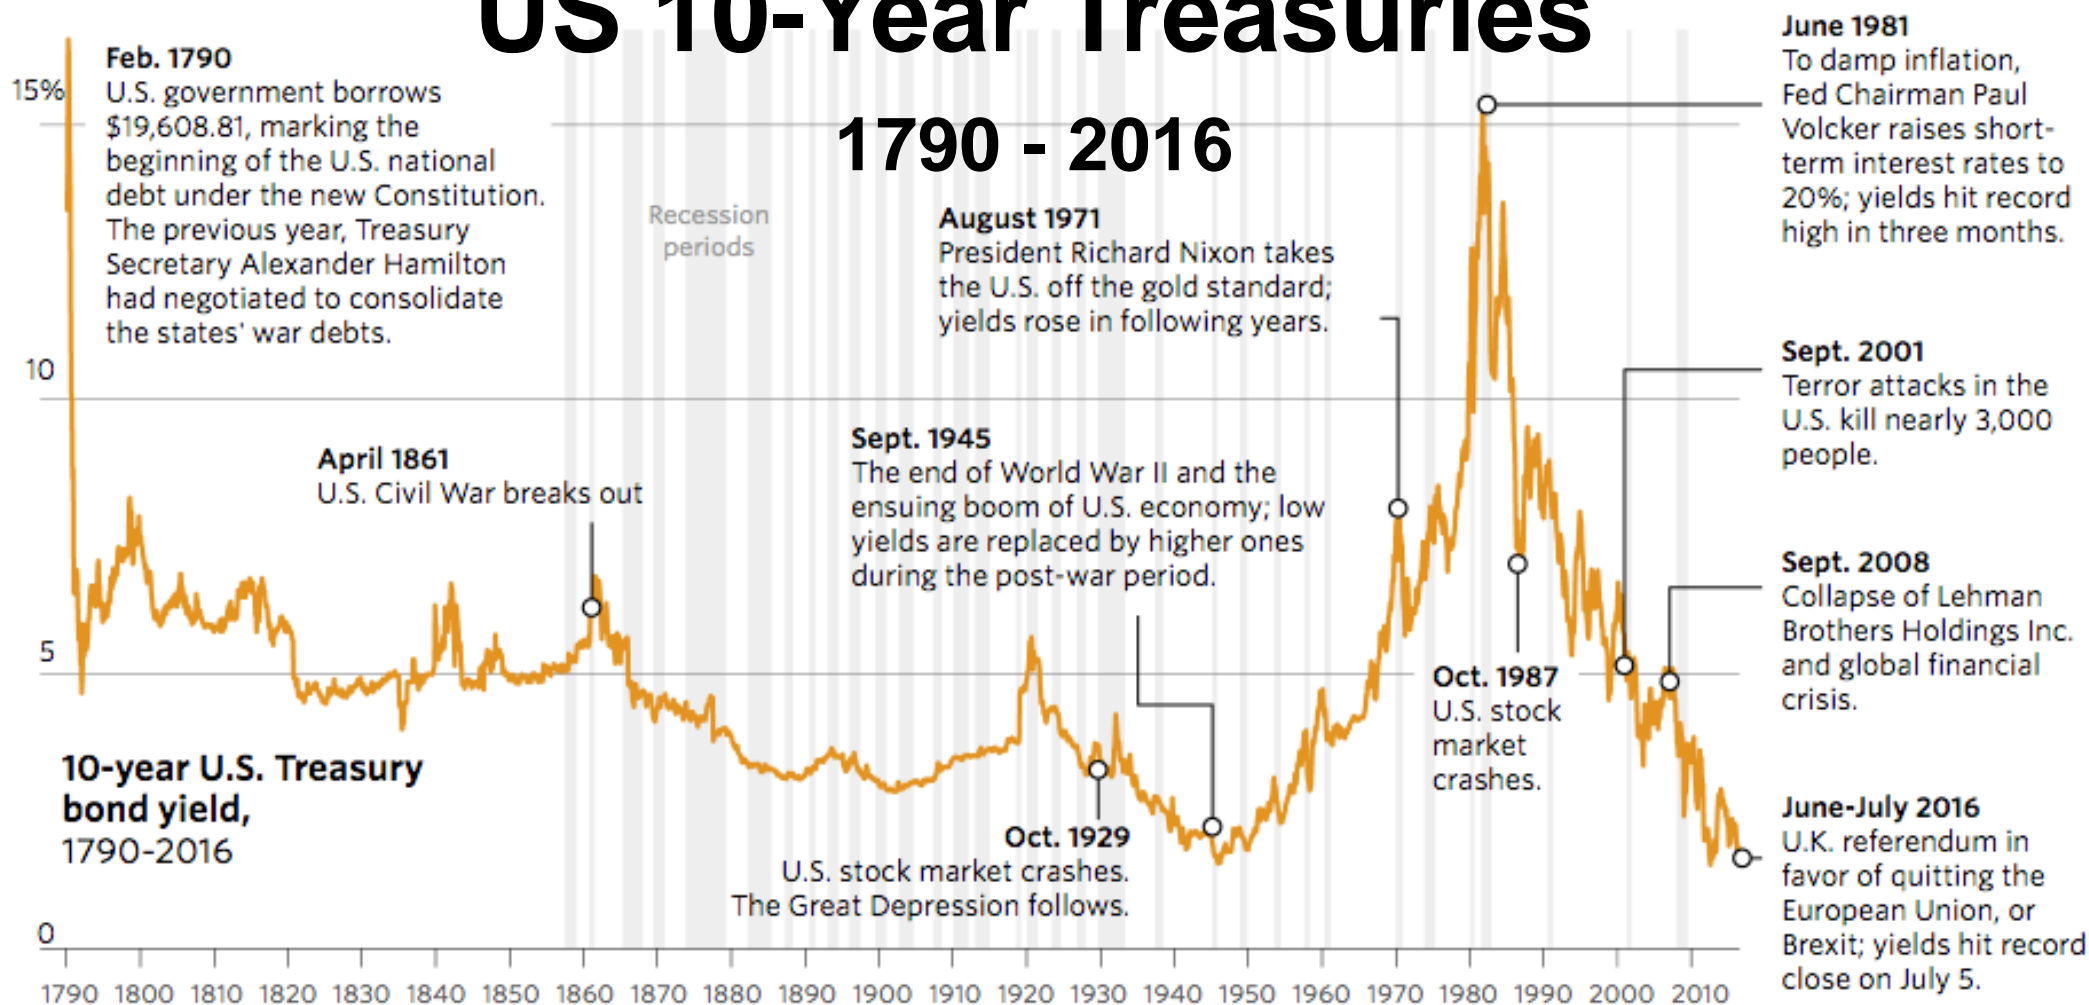 US 10-Year Treasuries
1790 - 2016
15%
10
5
0
Feb. 1790
U.S. government borrows
$19,608.81, marking the
beginning of the U.S. national
debt under the new Constitution.
The previous year, Treasury
Secretary Alexander Hamilton
had negotiated to consolidate
the states' war debts.
Recession
periods
April 1861
U.S. Civil War breaks out
August 1971
President Richard Nixon takes
the U.S. off the gold standard;
yields rose in following years.
Sept. 1945
The end of World War II and the
ensuing boom of U.S. economy; low
yields are replaced by higher ones
during the post-war period.
Oct. 1929
U.S. stock market crashes.
The Great Depression follows.
Oct. 1987
U.S. stock
market
crashes.
June 1981
To damp inflation,
Fed Chairman Paul
Volcker raises short-
term interest rates to
20%; yields hit record
high in three months.
Sept. 2001
Terror attacks in the
U.S. kill nearly 3,000
people.
Sept. 2008
Collapse of Lehman
Brothers Holdings Inc.
and global financial
crisis.
June-July 2016
U.K. referendum in
favor of quitting the
European Union, or
Brexit; yields hit record
close on July 5.
10-year U.S. Treasury
bond yield,
1790-2016
1790 1800 1810 1820 1830 1840 1850 1860 1870 1880 1890 1900 1910 1920 1930 1940 1950 1960 1970 1980 1990 2000 2010